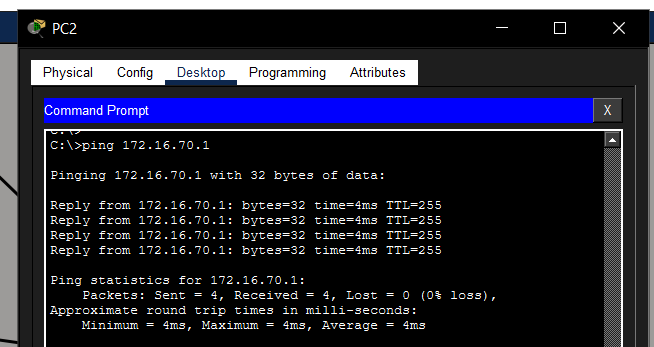 PC2
Physical Config Desktop Programming Attributes
Command Prompt X
C:\>
C:\>ping 172.16.70.1
Pinging 172.16.70.1 with 32 bytes of data:
Reply from 172.16.70.1: bytes=32 time=4ms TTL=255
Reply from 172.16.70.1: bytes=32 time=4ms TTL=255
Reply from 172.16.70.1: bytes=32 time=4ms TTL=255
Reply from 172.16.70.1: bytes=32 time=4ms TTL=255
Ping statistics for 172.16.70.1:
Packets: Sent = 4, Received = 4, Lost = 0 (0% loss),
Approximate round trip times in milli-seconds:
Minimum = 4ms, Maximum = 4ms, Average = 4ms